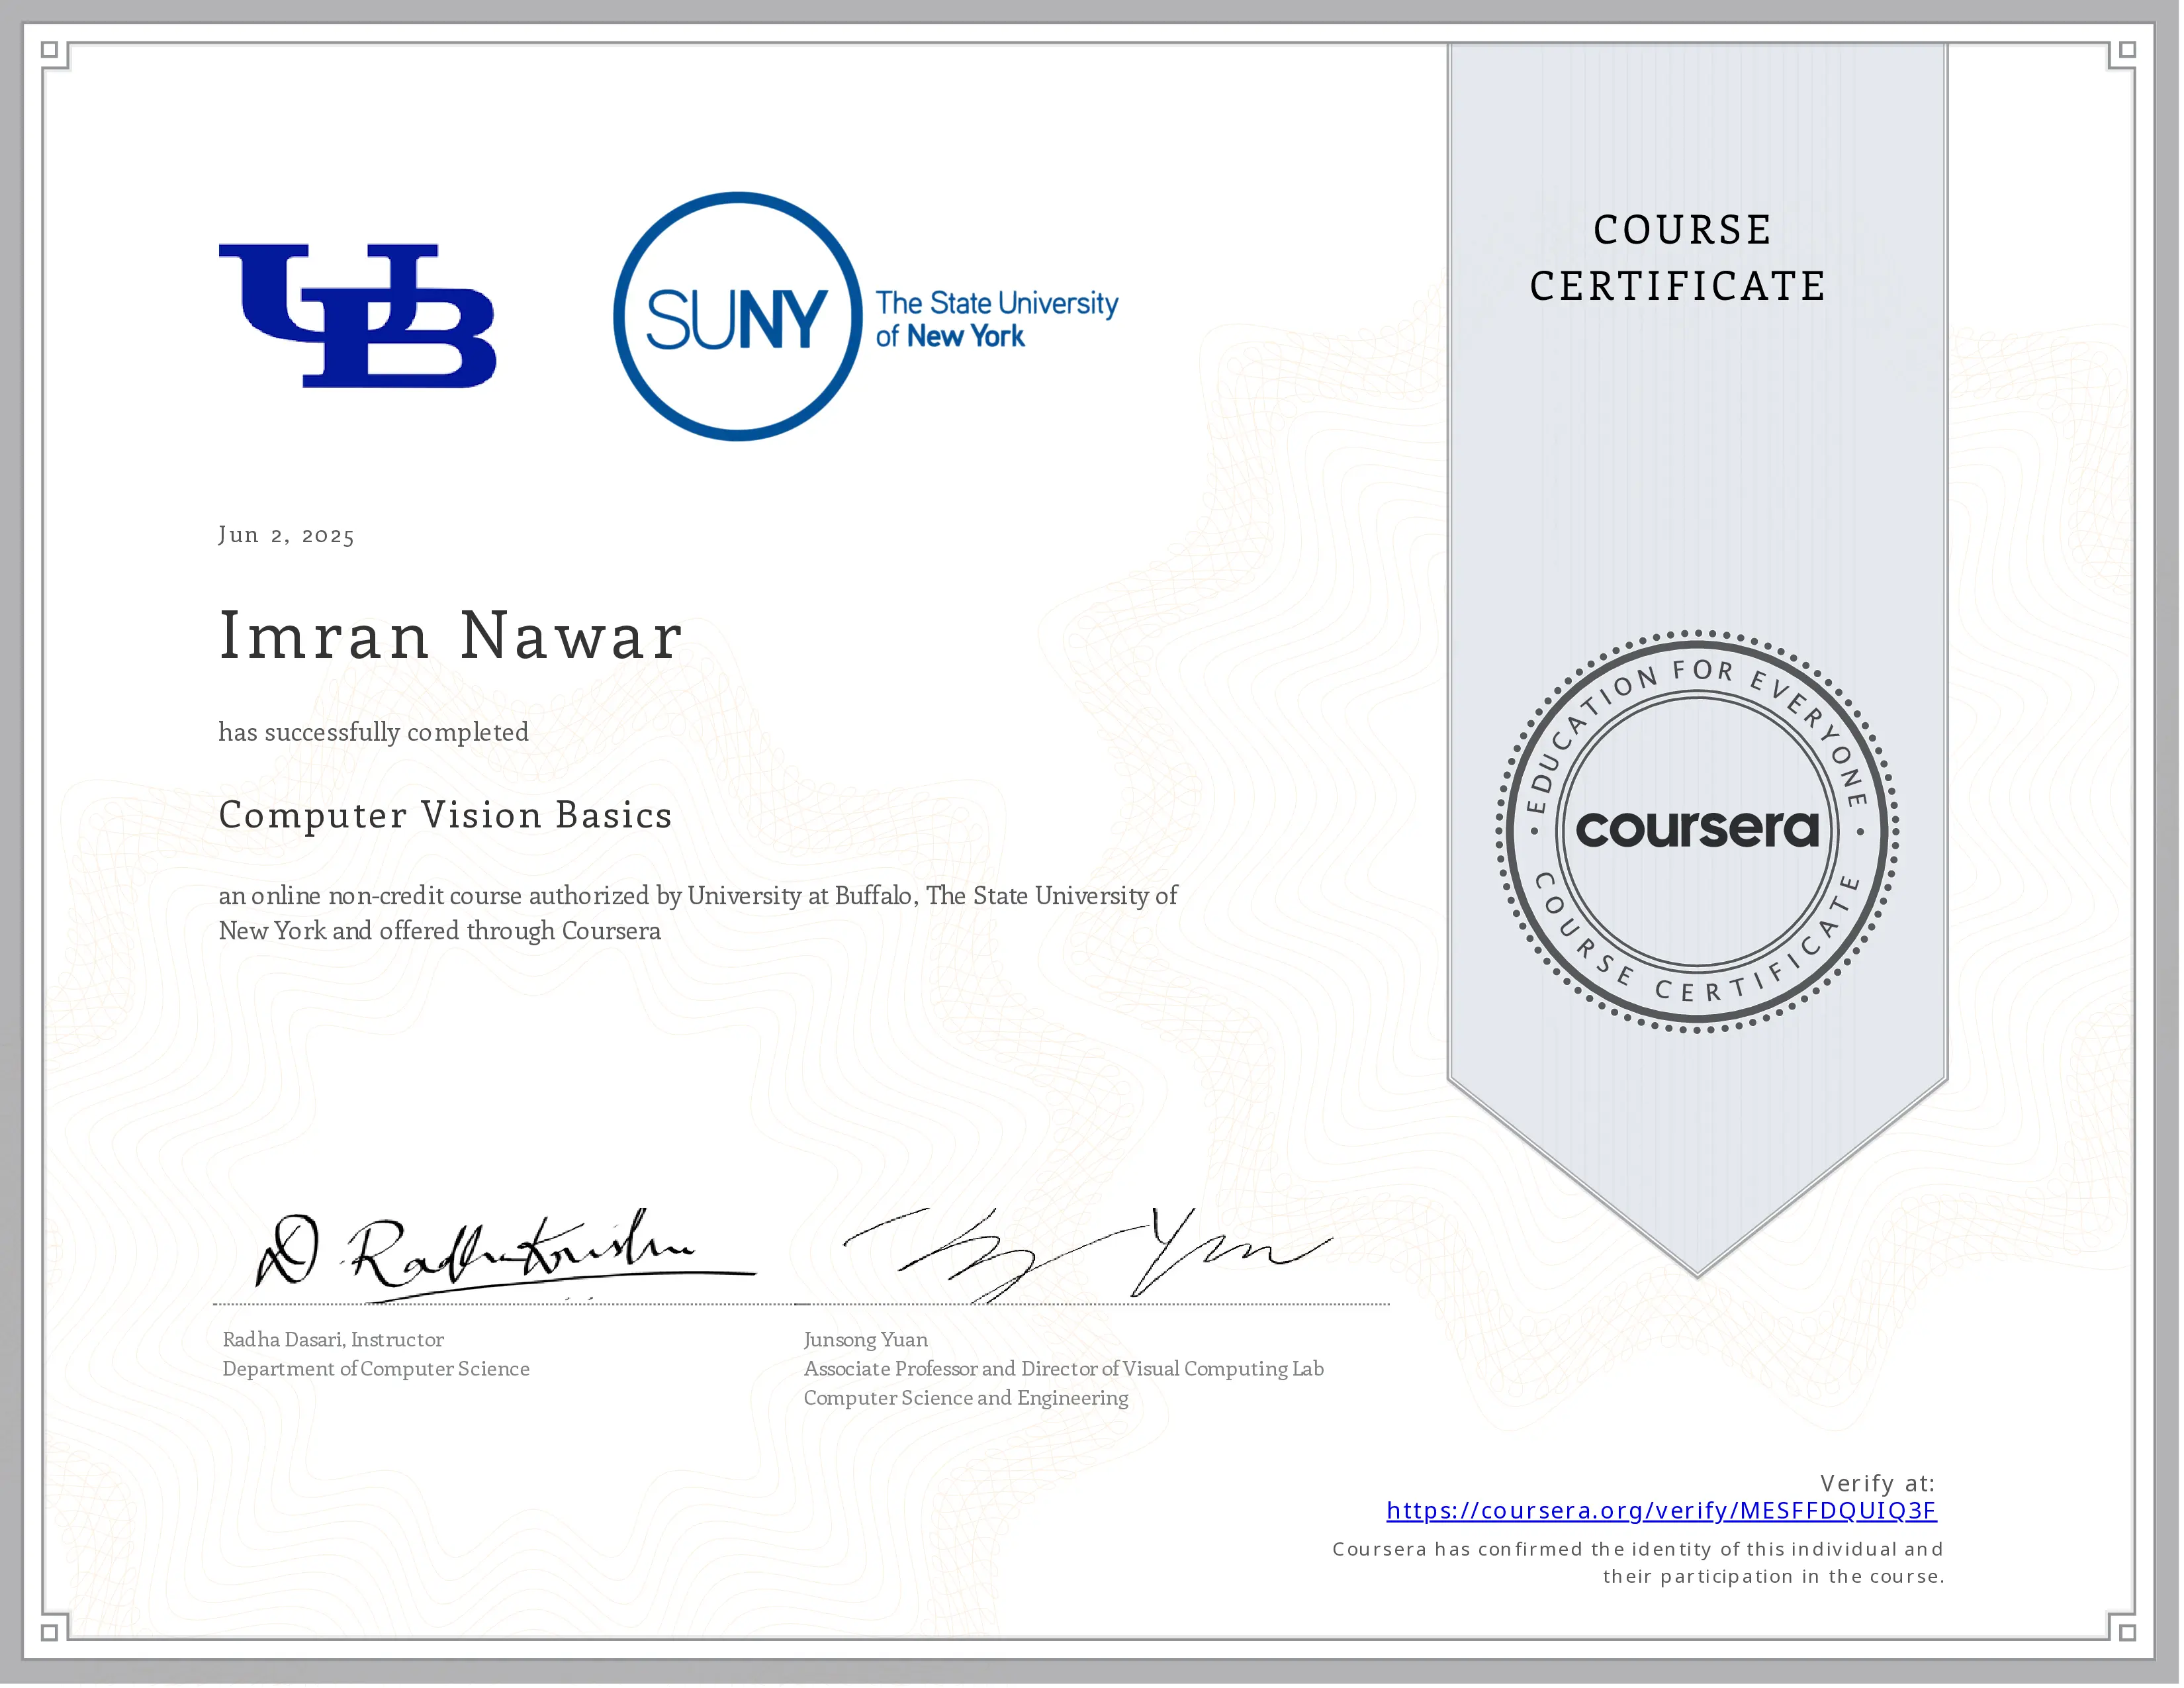 UB
SUNY
The State University
of New York
COURSE
CERTIFICATE
Jun 2, 2025
Imran Nawar
has successfully completed
Computer Vision Basics
an online non-credit course authorized by University at Buffalo, The State University of
New York and offered through Coursera
EDUCATION FOR EVERYONE
coursera
COURSE CERTIFICATE
Radha Dasari, Instructor
Department of Computer Science
Junsong Yuan
Associate Professor and Director of Visual Computing Lab
Computer Science and Engineering
Verify at:
https://coursera.org/verify/MESFFDQUIQ3F
Coursera has confirmed the identity of this individual and
their participation in the course.